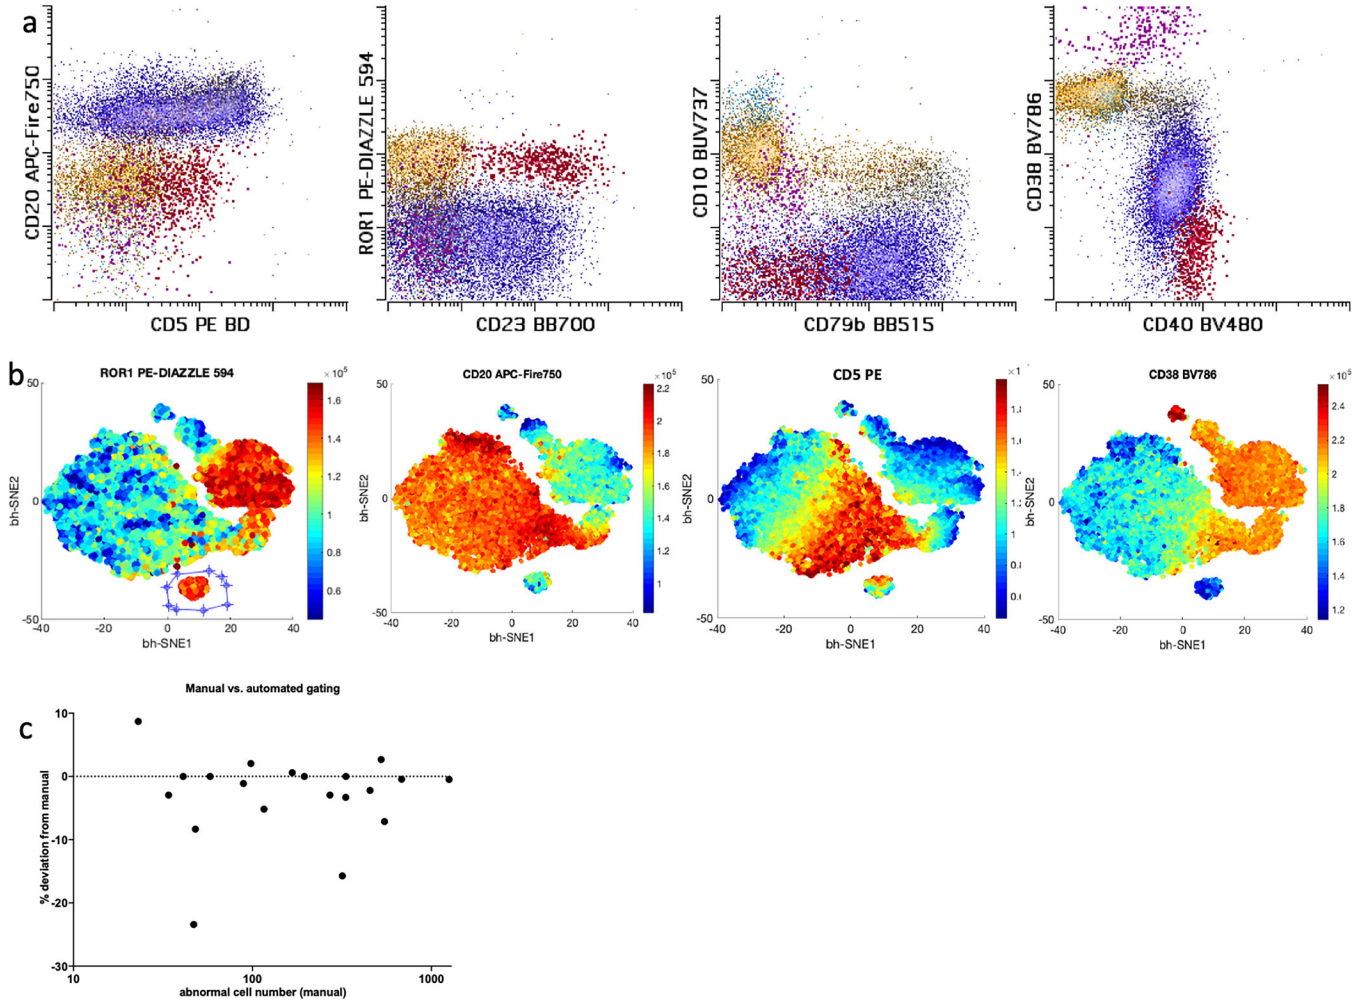 a
CD20 APC-Fire750
CD5 PE BD
ROR1 PE-DIAZZLE 594
CD23 BB700
CD10 BUV737
CD79b BB515
CD38 BV786
CD40 BV480
b
ROR1 PE-DIAZZLE 594
×10⁵
50
0
-50
-40 -20 0 20 40
bh-SNE2
bh-SNE1
1.6
1.4
1.2
1
0.8
0.6
CD20 APC-Fire750
×10⁵
50
0
-50
-40 -20 0 20 40
bh-SNE2
bh-SNE1
2.2
2
1.8
1.6
1.4
1.2
1
CD5 PE
50
0
-50
-40 -20 0 20 40
bh-SNE2
bh-SNE1
CD38 BV786
×10⁵
50
0
-50
-40 -20 0 20 40
bh-SNE2
bh-SNE1
2.4
2.2
2
1.8
1.6
1.4
1.2
c
Manual vs. automated gating
10
0
-10
-20
-30
10 100 1000
% deviation from manual
abnormal cell number (manual)